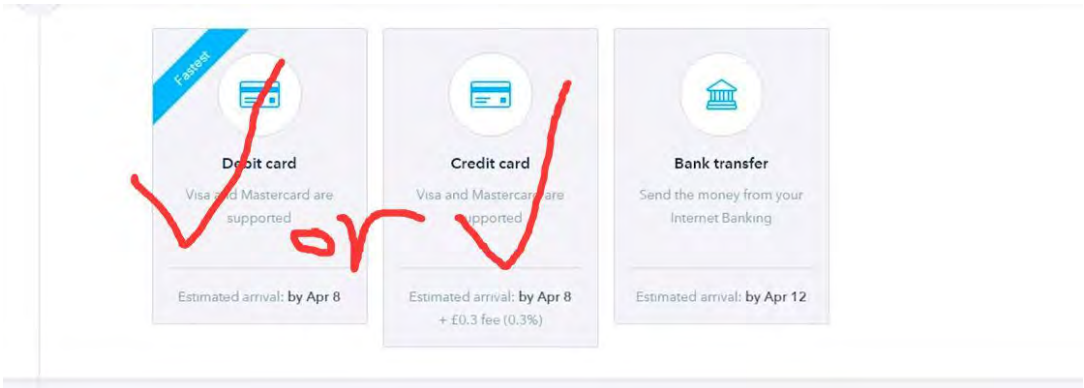 Fastest
Debit card
Visa and Mastercard are
supported
Estimated arrival: by Apr 8
or
Credit card
Visa and Mastercard are
supported
Estimated arrival: by Apr 8
+ £0.3 fee (0.3%)
Bank transfer
Send the money from your
Internet Banking
Estimated arrival: by Apr 12